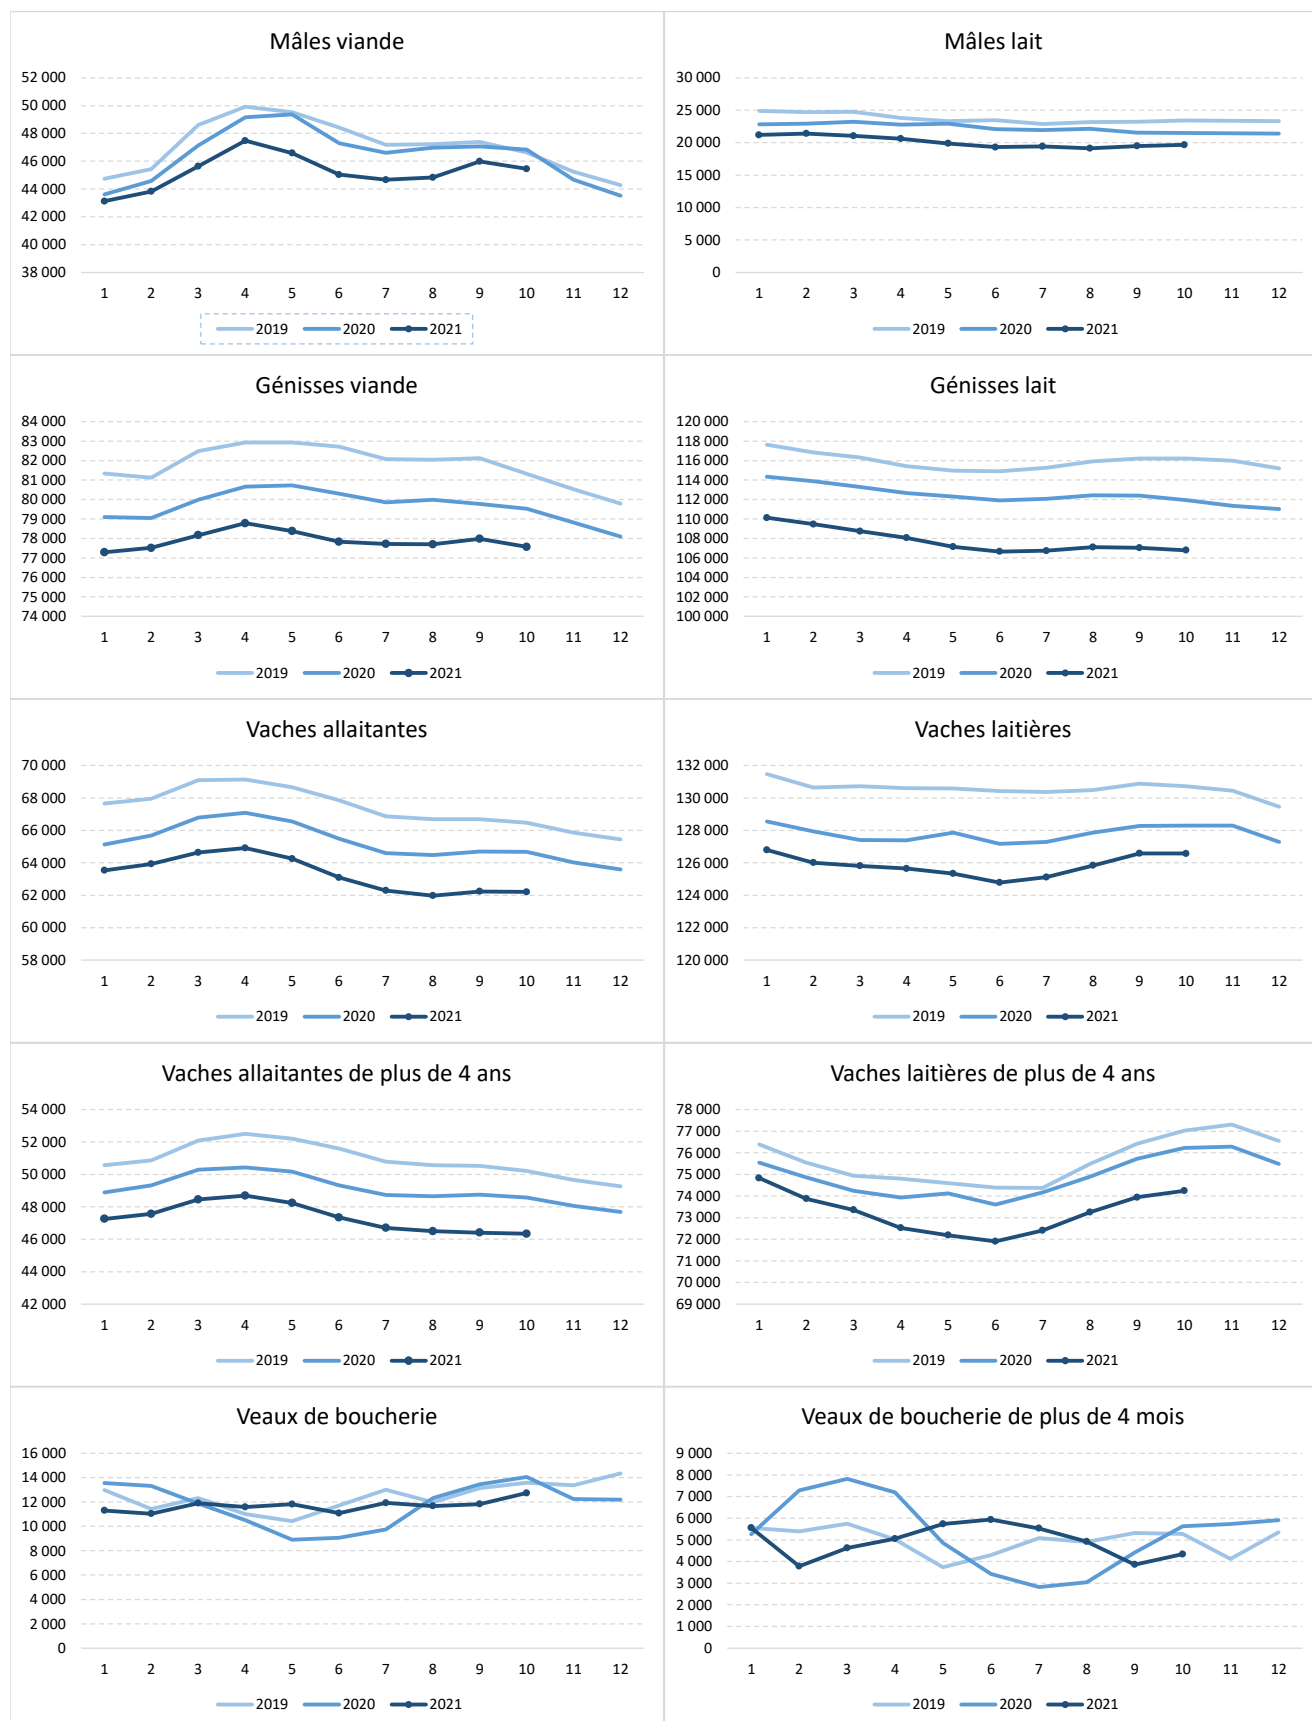 Mâles viande
52 000
50 000
48 000
46 000
44 000
42 000
40 000
38 000
1 2 3 4 5 6 7 8 9 10 11 12
2019 2020 2021
Mâles lait
30 000
25 000
20 000
15 000
10 000
5 000
0
1 2 3 4 5 6 7 8 9 10 11 12
2019 2020 2021
Génisses viande
84 000
83 000
82 000
81 000
80 000
79 000
78 000
77 000
76 000
75 000
74 000
1 2 3 4 5 6 7 8 9 10 11 12
2019 2020 2021
Génisses lait
120 000
118 000
116 000
114 000
112 000
110 000
108 000
106 000
104 000
102 000
100 000
1 2 3 4 5 6 7 8 9 10 11 12
2019 2020 2021
Vaches allaitantes
70 000
68 000
66 000
64 000
62 000
60 000
58 000
1 2 3 4 5 6 7 8 9 10 11 12
2019 2020 2021
Vaches laitières
132 000
130 000
128 000
126 000
124 000
122 000
120 000
1 2 3 4 5 6 7 8 9 10 11 12
2019 2020 2021
Vaches allaitantes de plus de 4 ans
54 000
52 000
50 000
48 000
46 000
44 000
42 000
1 2 3 4 5 6 7 8 9 10 11 12
2019 2020 2021
Vaches laitières de plus de 4 ans
78 000
77 000
76 000
75 000
74 000
73 000
72 000
71 000
70 000
69 000
1 2 3 4 5 6 7 8 9 10 11 12
2019 2020 2021
Veaux de boucherie
16 000
14 000
12 000
10 000
8 000
6 000
4 000
2 000
0
1 2 3 4 5 6 7 8 9 10 11 12
2019 2020 2021
Veaux de boucherie de plus de 4 mois
9 000
8 000
7 000
6 000
5 000
4 000
3 000
2 000
1 000
0
1 2 3 4 5 6 7 8 9 10 11 12
2019 2020 2021